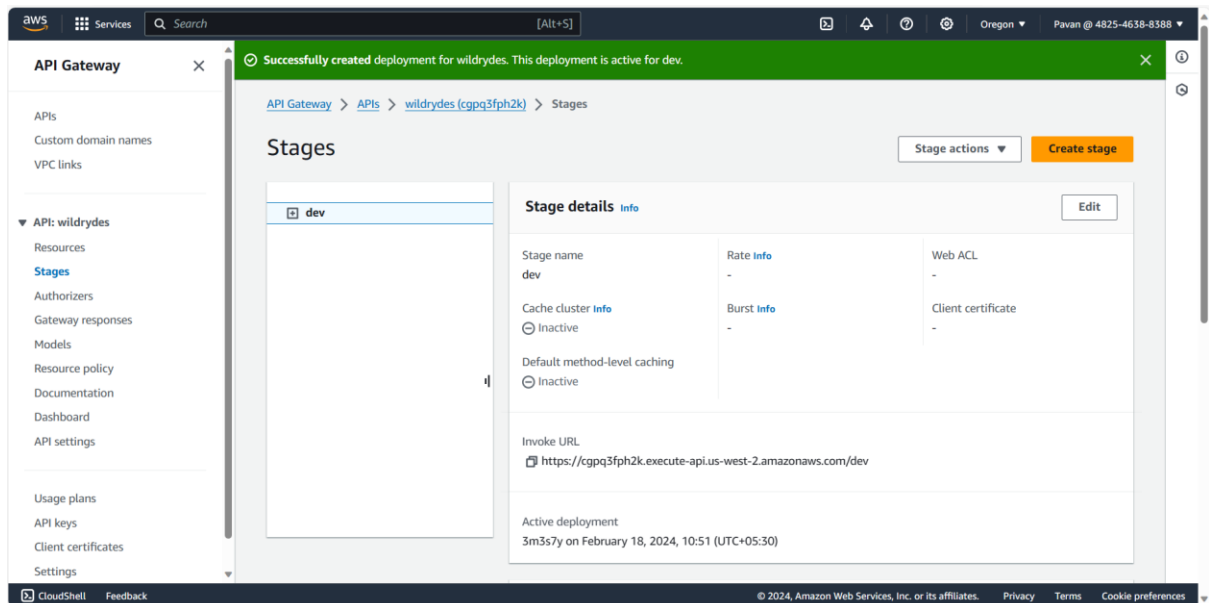 aws Services Search [Alt+S] Oregon ▼ Pavan @ 4825-4638-8388 ▼
API Gateway
APIs
Custom domain names
VPC links
▼ API: wildrydes
Resources
Stages
Authorizers
Gateway responses
Models
Resource policy
Documentation
Dashboard
API settings
Usage plans
API keys
Client certificates
Settings
Successfully created deployment for wildrydes. This deployment is active for dev.
API Gateway > APIs > wildrydes (cgpq3fph2k) > Stages
Stages
Stage actions ▼ Create stage
dev
Stage details Info Edit
Stage name
dev
Rate Info
-
Web ACL
-
Cache cluster Info
Inactive
Burst Info
-
Client certificate
-
Default method-level caching
Inactive
Invoke URL
https://cgpq3fph2k.execute-api.us-west-2.amazonaws.com/dev
Active deployment
3m3s7y on February 18, 2024, 10:51 (UTC+05:30)
CloudShell Feedback © 2024, Amazon Web Services, Inc. or its affiliates. Privacy Terms Cookie preferences